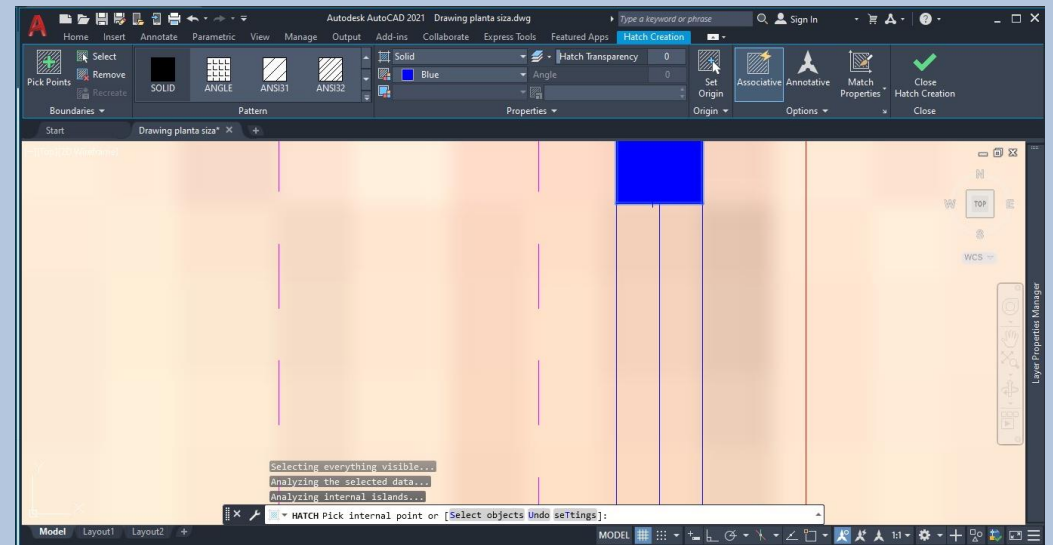 Autodesk AutoCAD 2021 Drawing planta siza.dwg
Type a keyword or phrase
Sign In
Home Insert Annotate Parametric View Manage Output Add-ins Collaborate Express Tools Featured Apps Hatch Creation
Pick Points
Select
Remove
Recreate
SOLID ANGLE ANSI31 ANSI32
Solid
Hatch Transparency 0
Blue
Angle 0
Set Origin
Associative
Annotative
Match Properties
Close Hatch Creation
Boundaries Pattern Properties Origin Options Close
Start Drawing planta siza*
N
W TOP E
S
WCS
Layer Properties Manager
Selecting everything visible...
Analyzing the selected data...
Analyzing internal islands...
HATCH Pick internal point or [Select objects Undo seTtings]:
Model Layout1 Layout2 +
MODEL 1:1